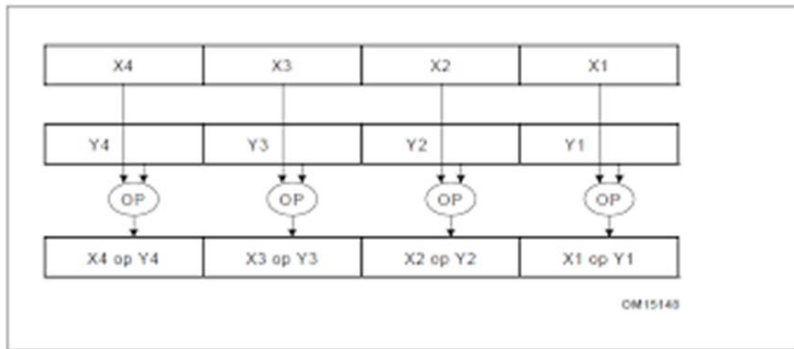 X4 X3 X2 X1
Y4 Y3 Y2 Y1
OP OP OP OP
X4 op Y4 X3 op Y3 X2 op Y2 X1 op Y1
OM15148